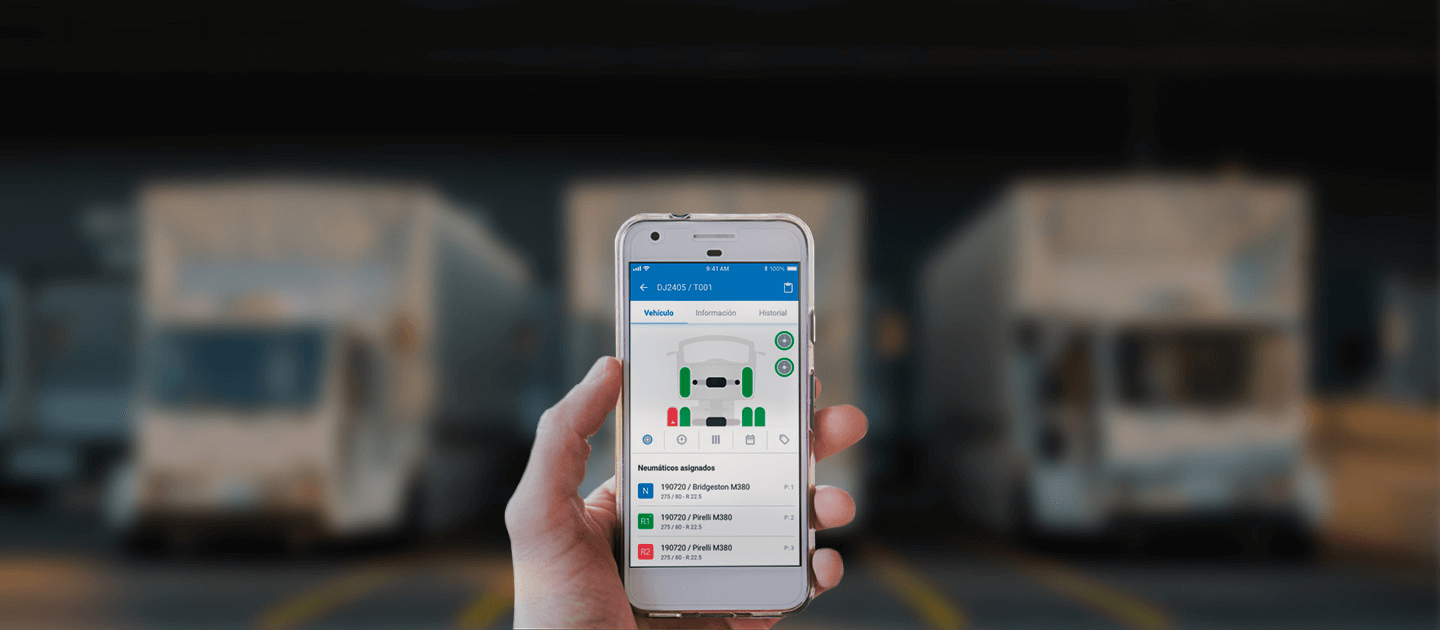 9:41 AM
100%
DJ2405 / T001
Vehículo
Información
Historial
Neumáticos asignados
N
190720 / Bridgeston M380
P: 1
275 / 80 - R 22.5
R1
190720 / Pirelli M380
P: 2
275 / 80 - R 22.5
R2
190720 / Pirelli M380
P: 3
275 / 80 - R 22.5